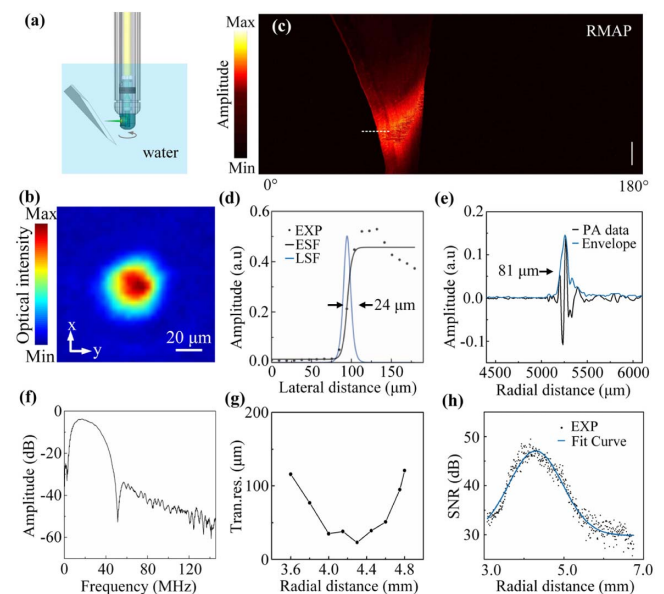 (a)
water
(c)
Max
Amplitude
Min
RMAP
0°
180°
(b)
Max
Optical intensity
Min
x
y
20 μm
(d)
EXP
ESF
LSF
24 μm
Amplitude (a.u)
0.6
0.4
0.2
0.0
0 50 100 150
Lateral distance (μm)
(e)
PA data
Envelope
81 μm
Amplitude (a.u)
0.2
0.1
0.0
-0.1
4500 5000 5500 6000
Radial distance (μm)
(f)
Amplitude (dB)
0
-20
-40
-60
0 40 80 120
Frequency (MHz)
(g)
Tran.res. (μm)
200
100
0
3.6 4.0 4.4 4.8
Radial distance (mm)
(h)
EXP
Fit Curve
SNR (dB)
50
40
30
3.0 5.0 7.0
Radial distance (mm)